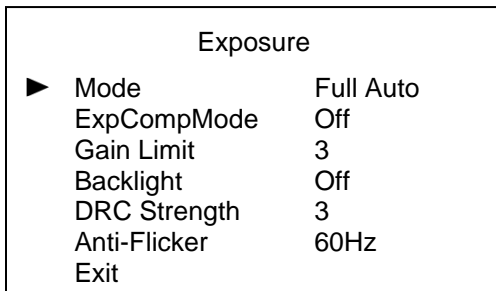 Exposure
Mode Full Auto
ExpCompMode Off
Gain Limit 3
Backlight Off
DRC Strength 3
Anti-Flicker 60Hz
Exit